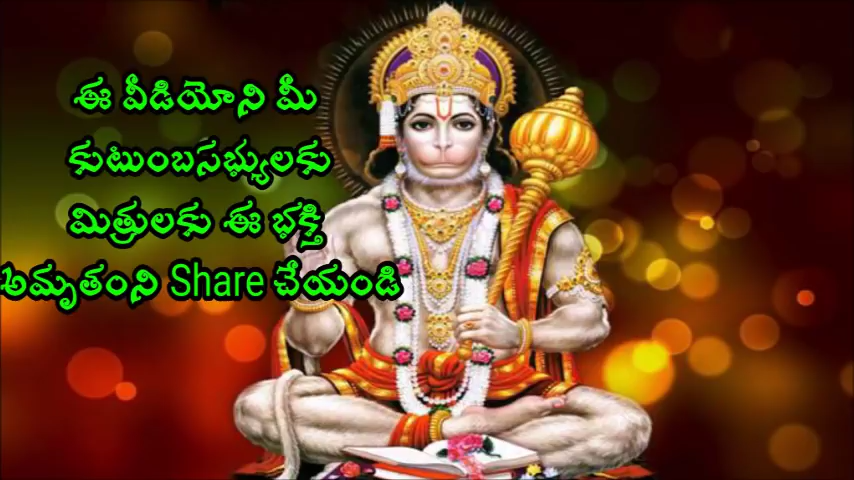 ఈ వీడియోని మీ
కుటుంబసభ్యులకు
మిత్రులకు ఈ భక్తి
అమృతంని Share చేయండి